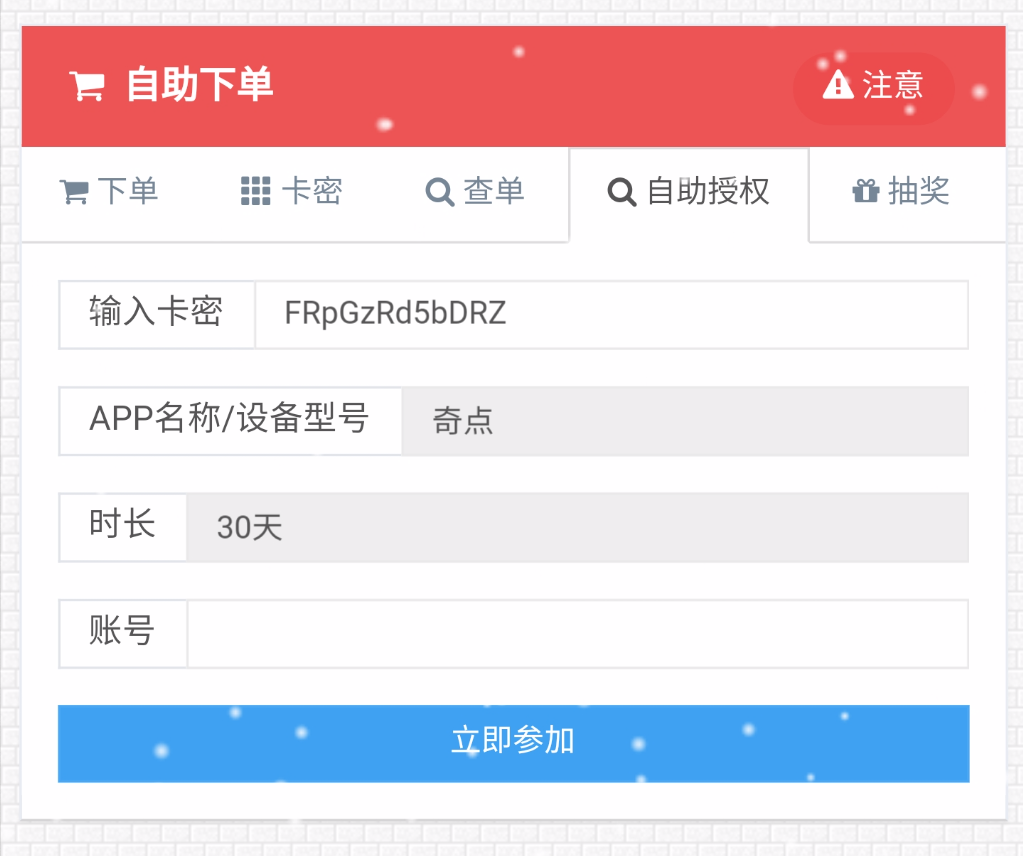 自助下单 注意
下单 卡密 查单 自助授权 抽奖
输入卡密 FRpGzRd5bDRZ
APP名称/设备型号 奇点
时长 30天
账号
立即参加